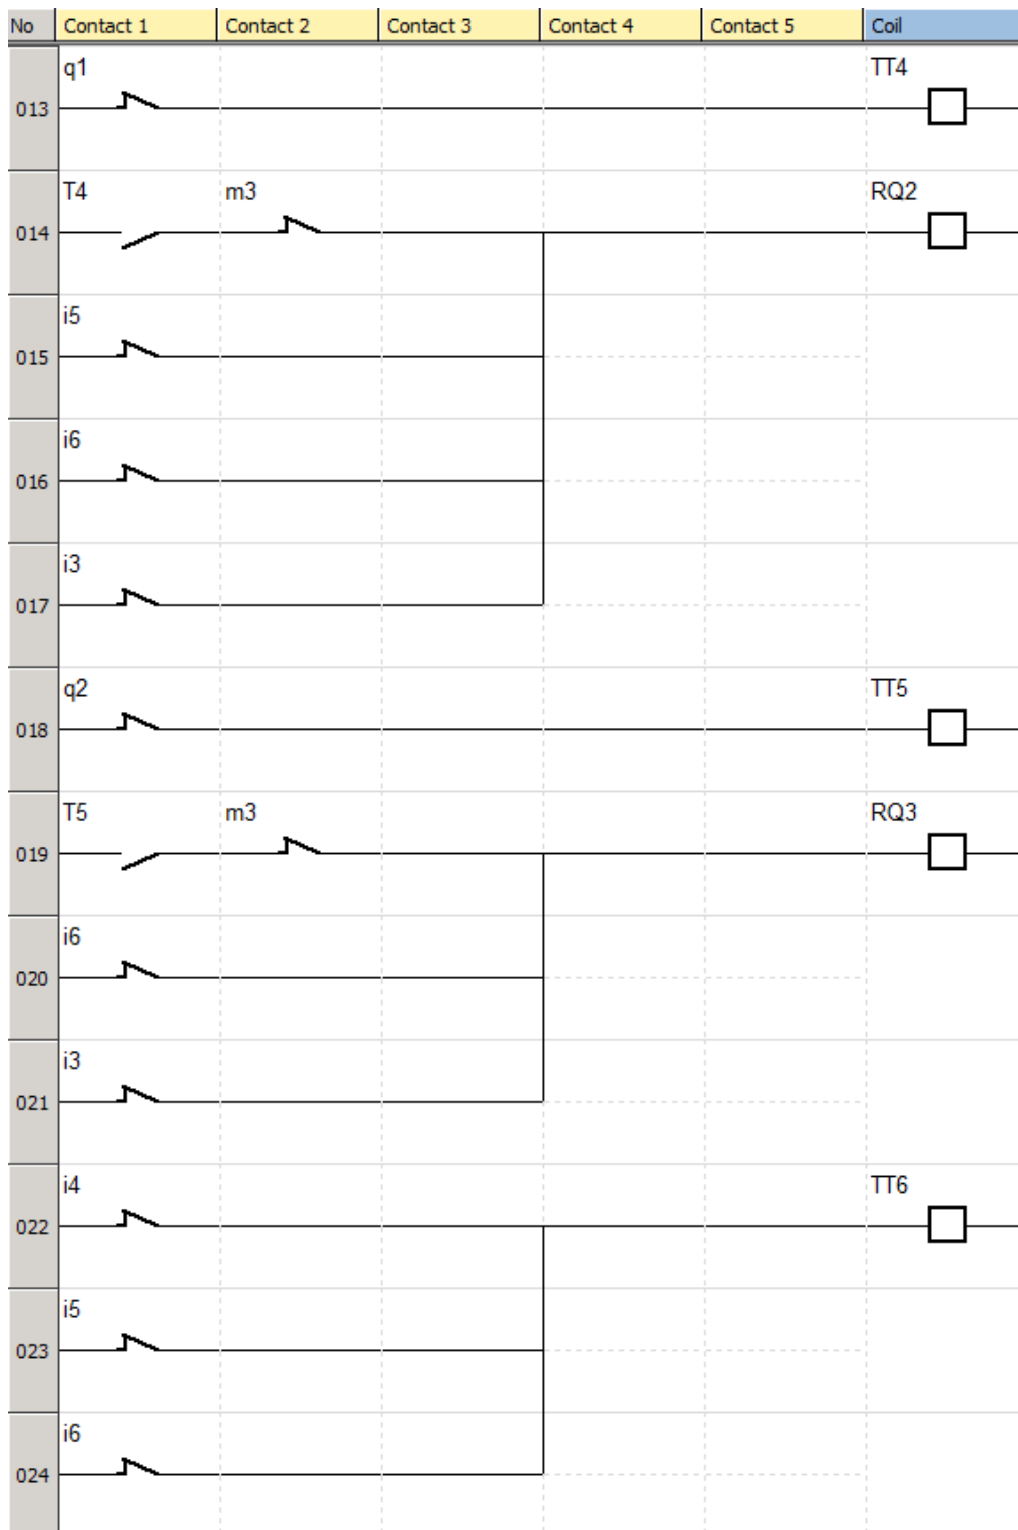 No Contact 1 Contact 2 Contact 3 Contact 4 Contact 5 Coil
q1 TT4
013
T4 m3 RQ2
014
i5
015
i6
016
i3
017
q2 TT5
018
T5 m3 RQ3
019
i6
020
i3
021
i4 TT6
022
i5
023
i6
024